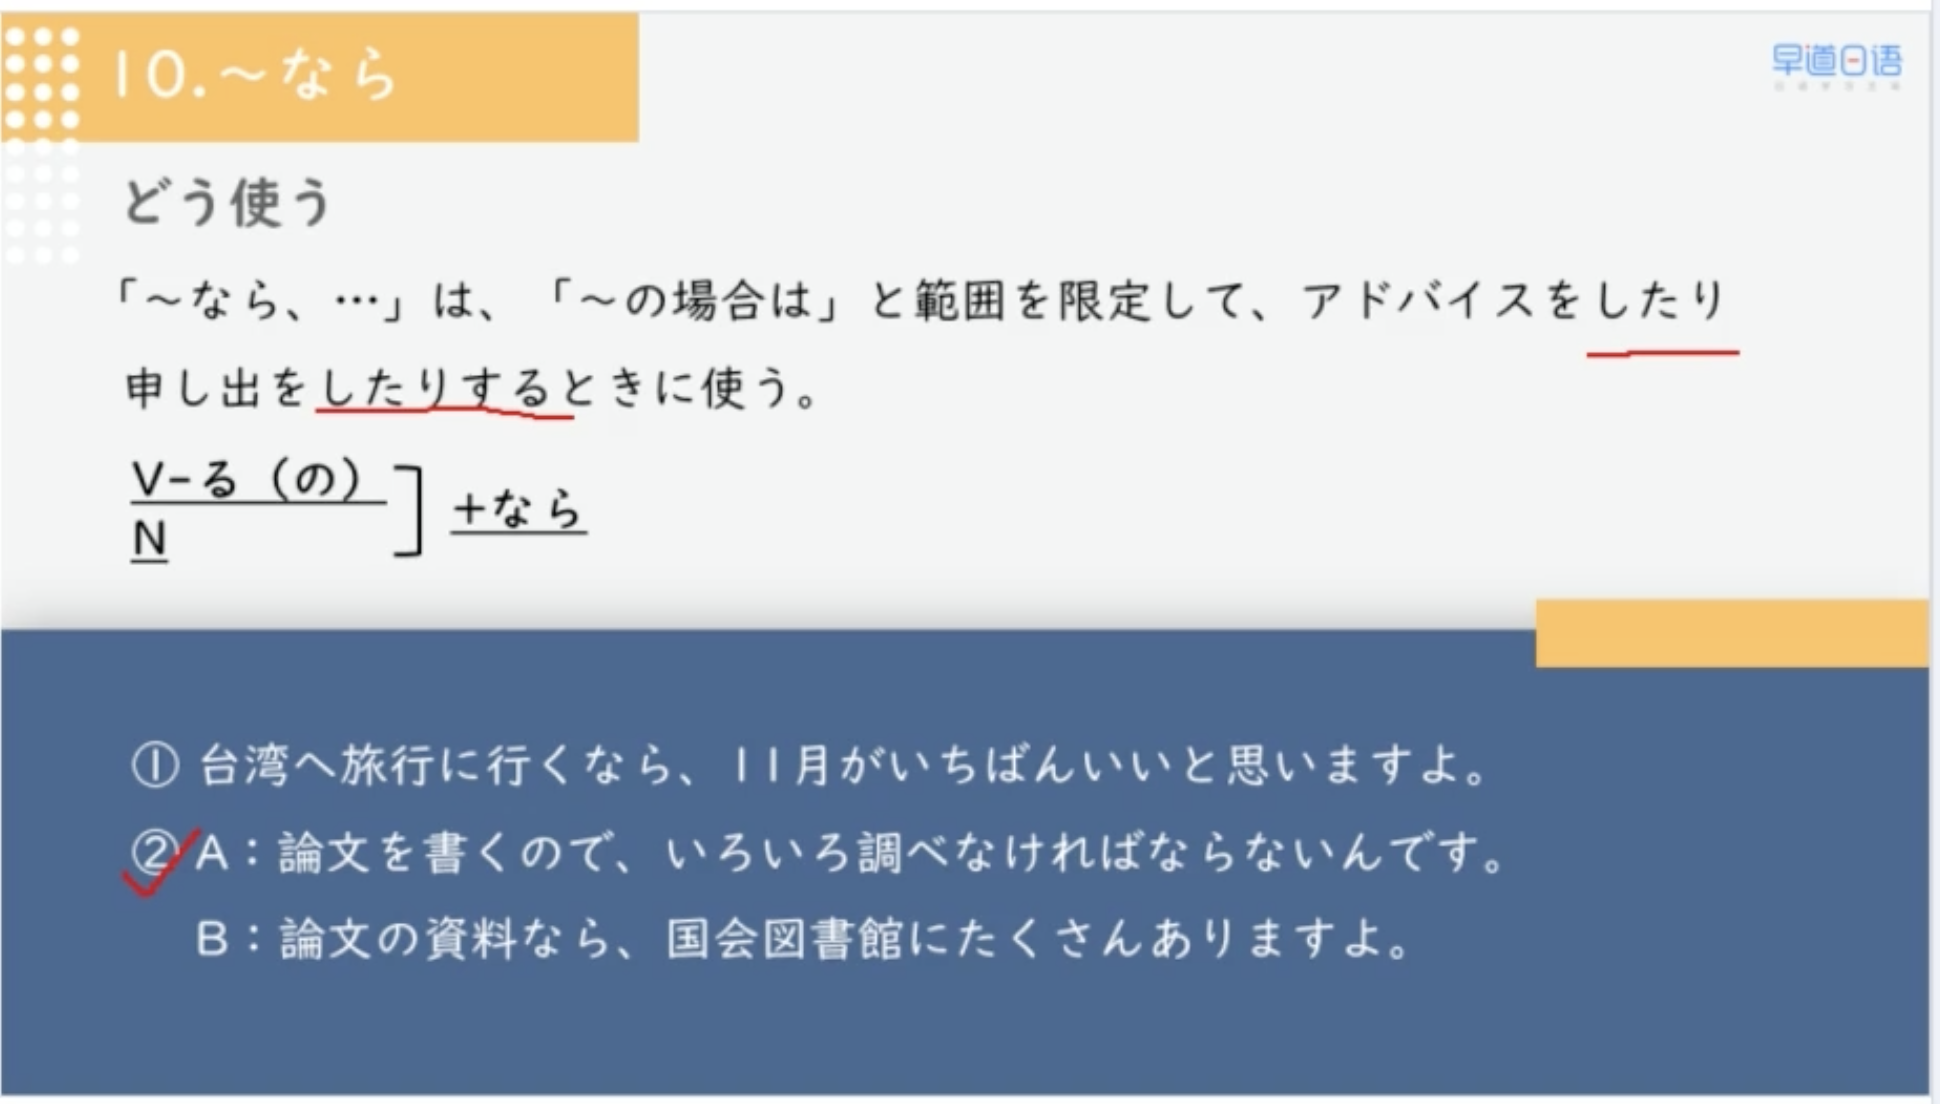 10.～なら
早道日语
どう使う
「～なら、…」は、「～の場合は」と範囲を限定して、アドバイスをしたり
申し出をしたりするときに使う。
V-る（の）
N
+なら
① 台湾へ旅行に行くなら、11月がいちばんいいと思いますよ。
② A：論文を書くので、いろいろ調べなければならないんです。
B：論文の資料なら、国会図書館にたくさんありますよ。